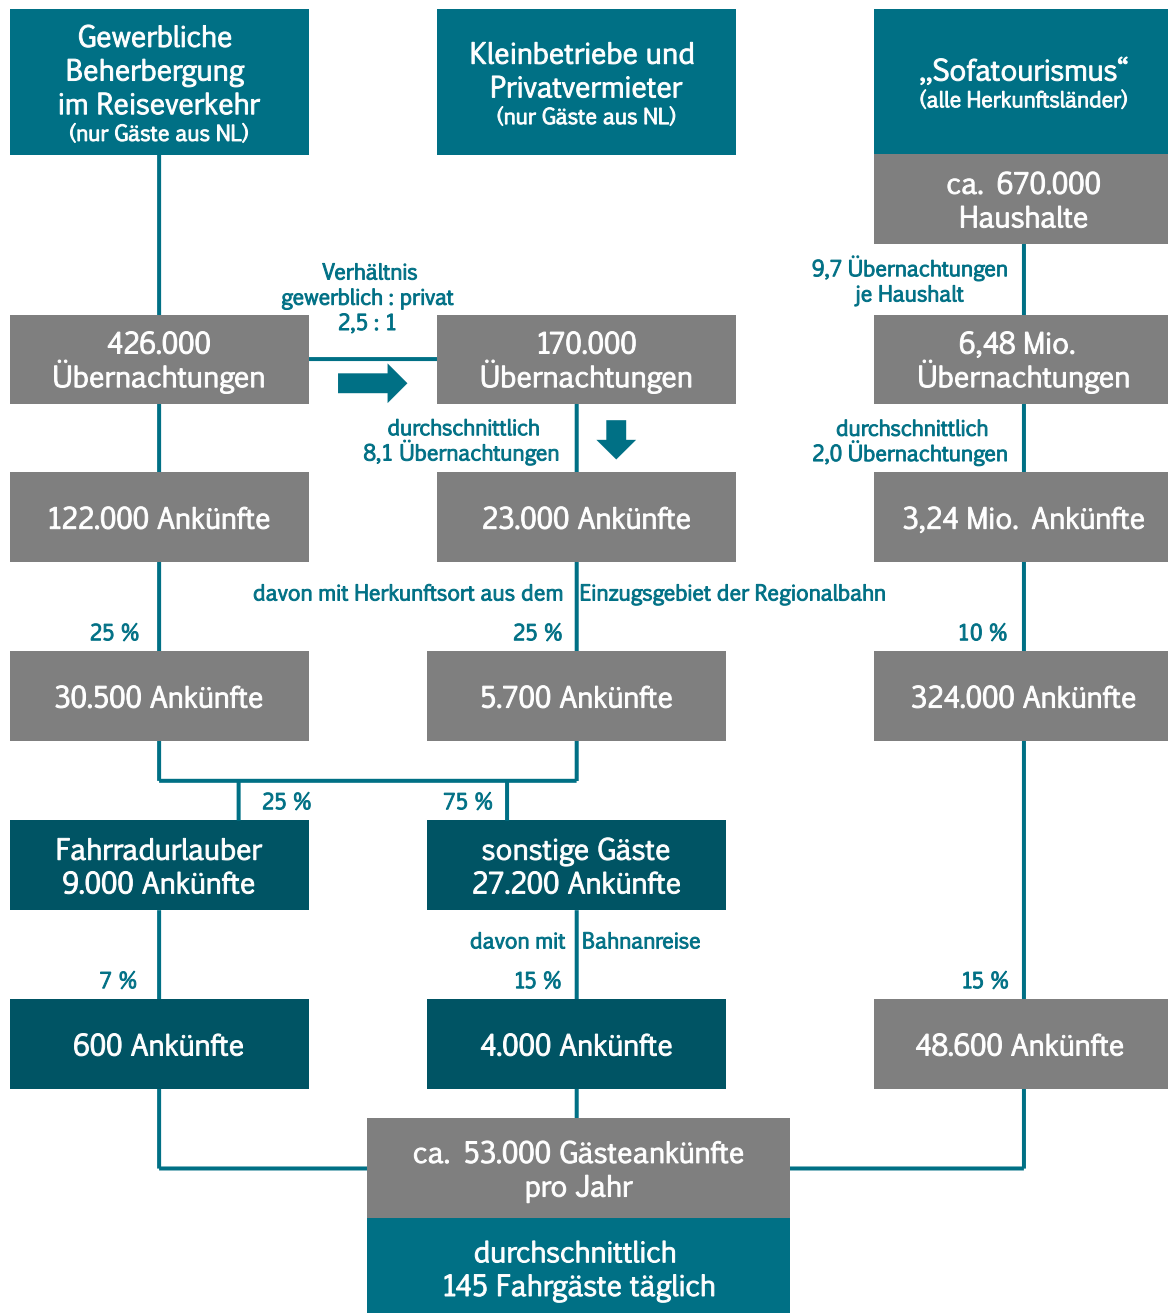 Gewerbliche
Beherbergung
im Reiseverkehr
(nur Gäste aus NL)
Kleinbetriebe und
Privatvermieter
(nur Gäste aus NL)
„Sofatourismus“
(alle Herkunftsländer)
ca. 670.000
Haushalte
9,7 Übernachtungen
je Haushalt
Verhältnis
gewerblich : privat
2,5 : 1
426.000
Übernachtungen
170.000
Übernachtungen
6,48 Mio.
Übernachtungen
durchschnittlich
8,1 Übernachtungen
durchschnittlich
2,0 Übernachtungen
122.000 Ankünfte
23.000 Ankünfte
3,24 Mio. Ankünfte
davon mit Herkunftsort aus dem Einzugsgebiet der Regionalbahn
25 %
25 %
10 %
30.500 Ankünfte
5.700 Ankünfte
324.000 Ankünfte
25 %
75 %
Fahrradurlauber
9.000 Ankünfte
sonstige Gäste
27.200 Ankünfte
davon mit Bahnanreise
7 %
15 %
15 %
600 Ankünfte
4.000 Ankünfte
48.600 Ankünfte
ca. 53.000 Gästeankünfte
pro Jahr
durchschnittlich
145 Fahrgäste täglich